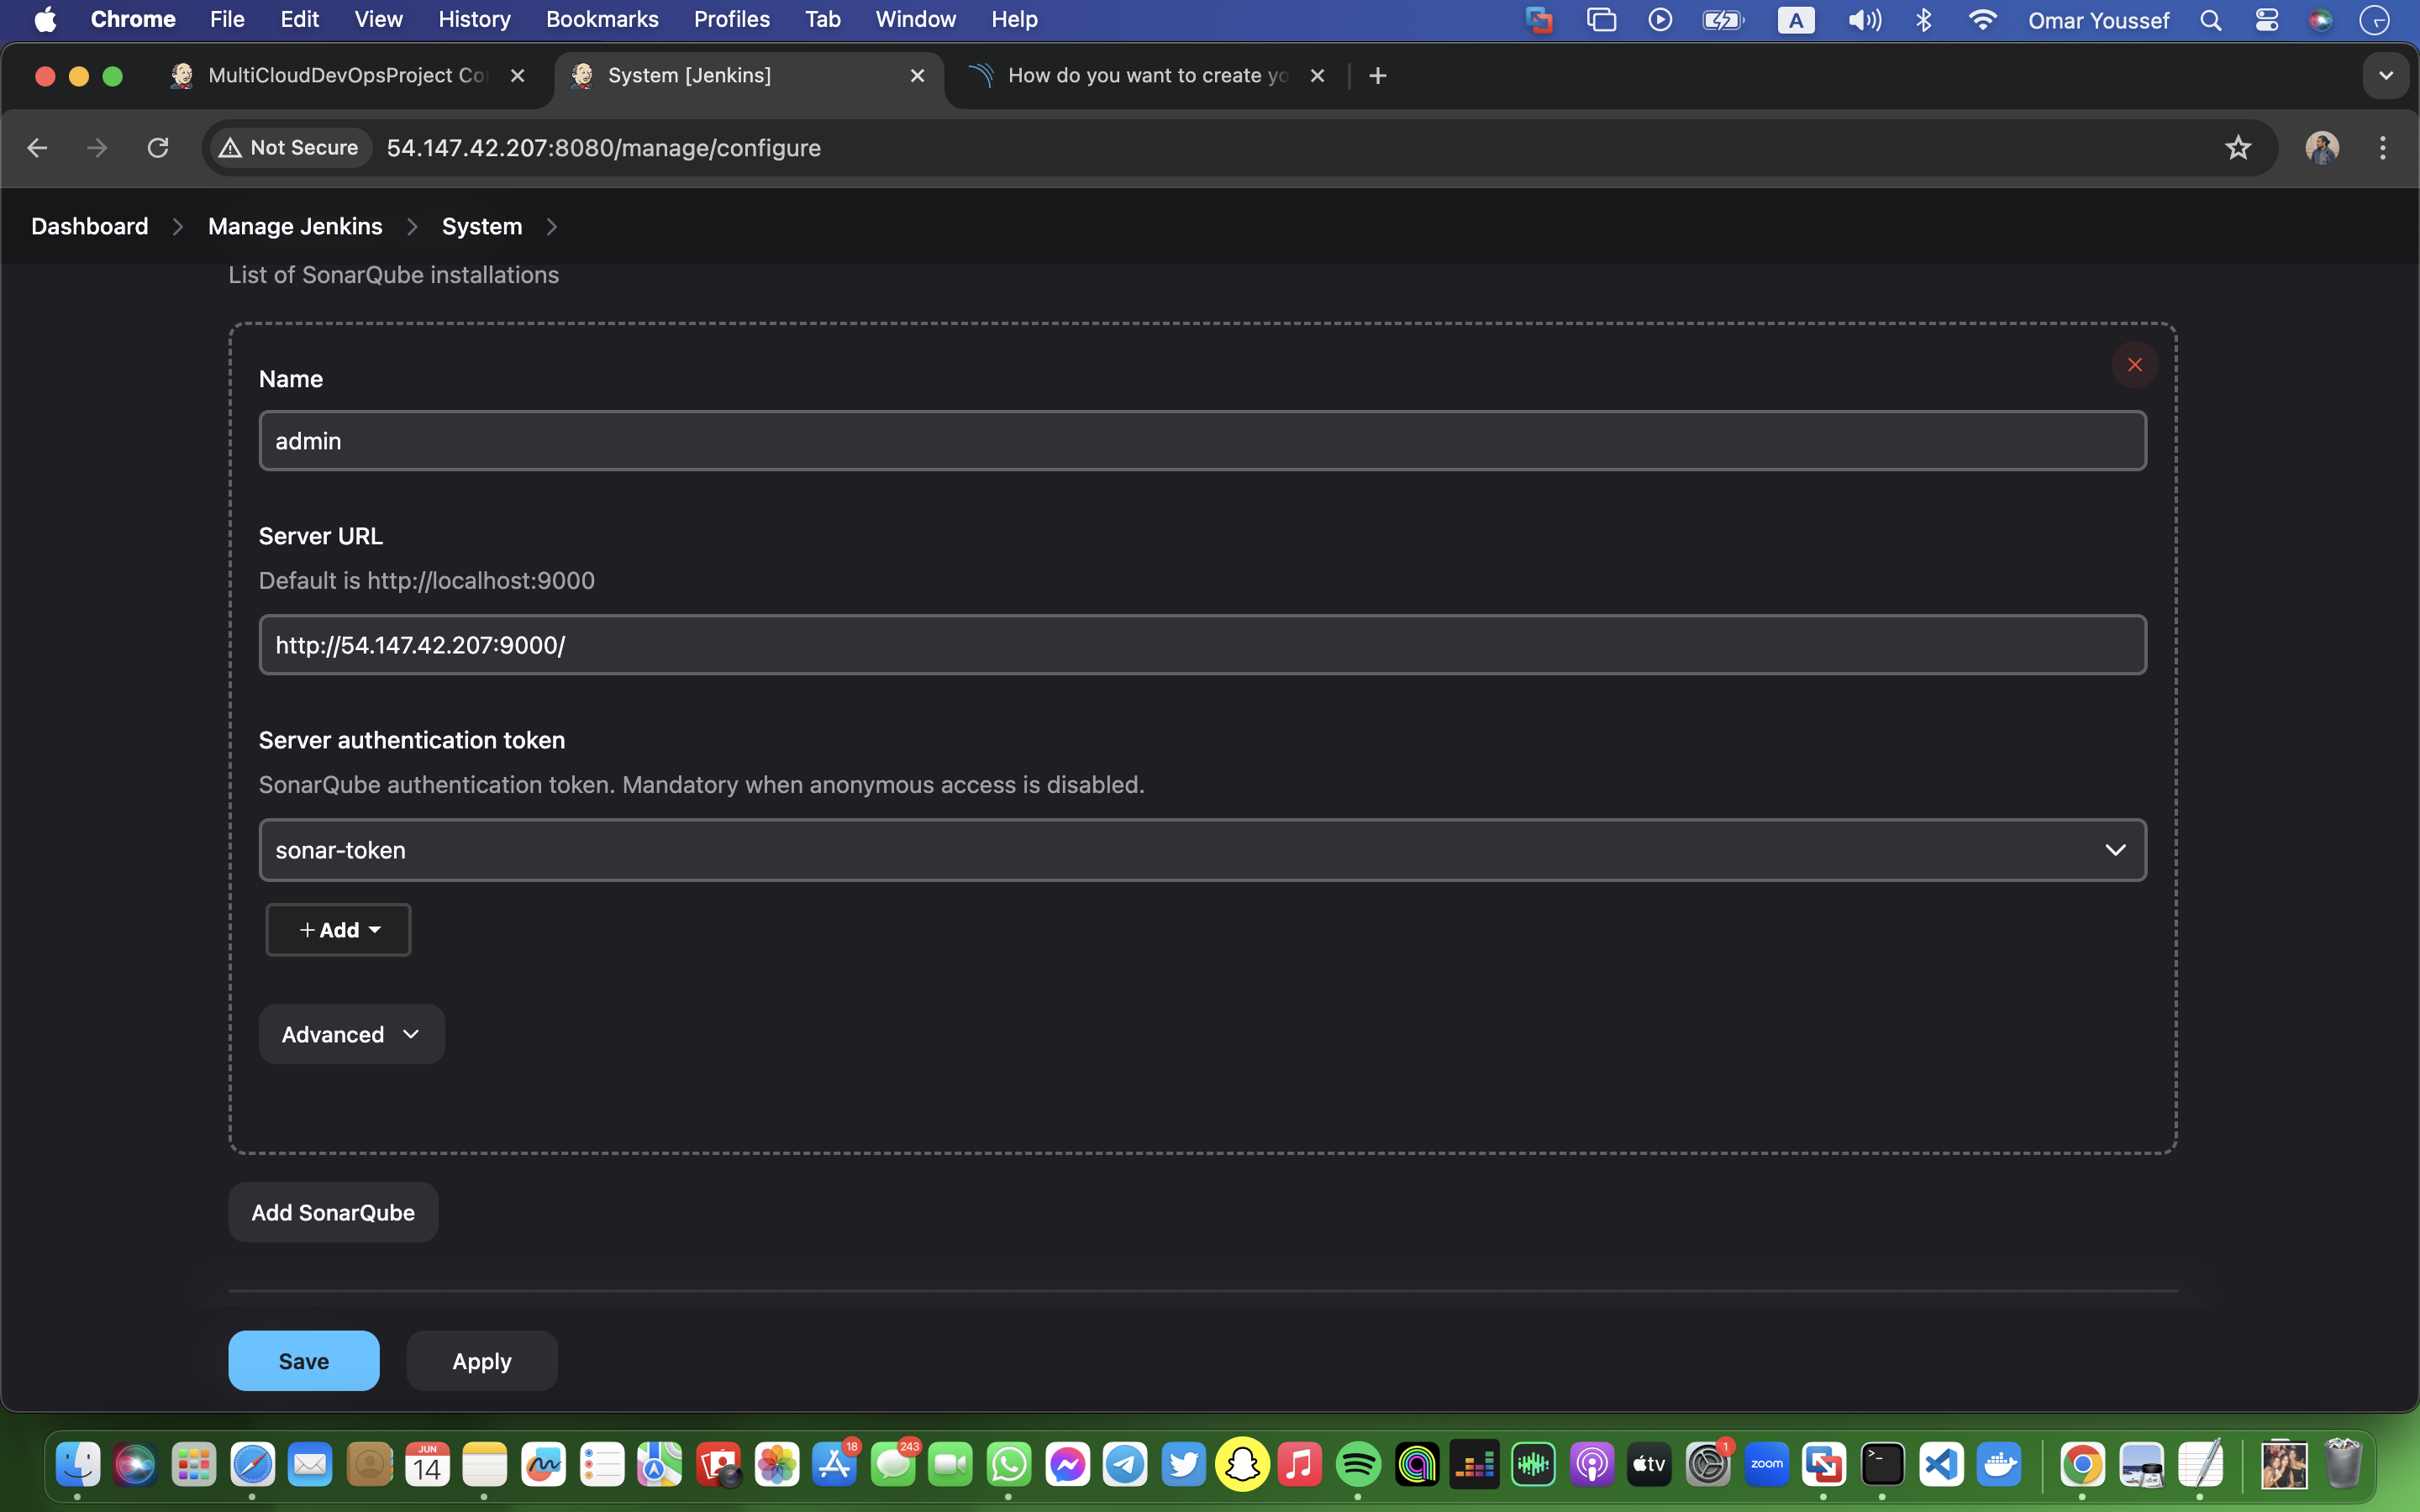 Chrome File Edit View History Bookmarks Profiles Tab Window Help A Omar Youssef
MultiCloudDevOpsProject Co System [Jenkins] How do you want to create yo
Not Secure 54.147.42.207:8080/manage/configure
Dashboard Manage Jenkins System
List of SonarQube installations
Name
admin
Server URL
Default is http://localhost:9000
http://54.147.42.207:9000/
Server authentication token
SonarQube authentication token. Mandatory when anonymous access is disabled.
sonar-token
+ Add
Advanced
Add SonarQube
Save Apply
JUN 14 18 243 tv 1 zoom >_